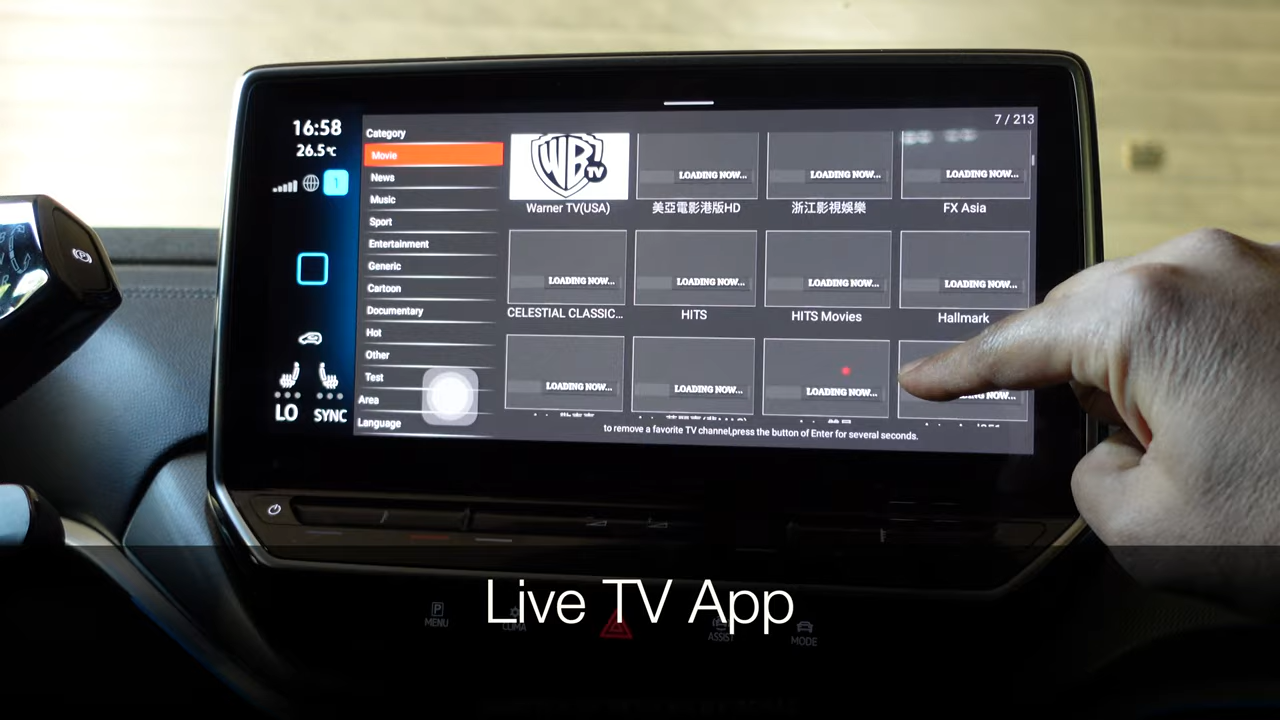 16:58
26.5℃
1
LO
SYNC
Category
Movie
News
Music
Sport
Entertainment
Generic
Cartoon
Documentary
Hot
Other
Test
Area
Language
7 / 213
WB TV
LOADING NOW...
LOADING NOW...
LOADING NOW...
Warner TV(USA)
美亞電影港版HD
浙江影視娛樂
FX Asia
LOADING NOW...
LOADING NOW...
LOADING NOW...
LOADING NOW...
CELESTIAL CLASSIC...
HITS
HITS Movies
Hallmark
LOADING NOW...
LOADING NOW...
LOADING NOW...
NOW...
to remove a favorite TV channel,press the button of Enter for several seconds.
Live TV App
P
MENU
CLIMA
ASSIST
MODE